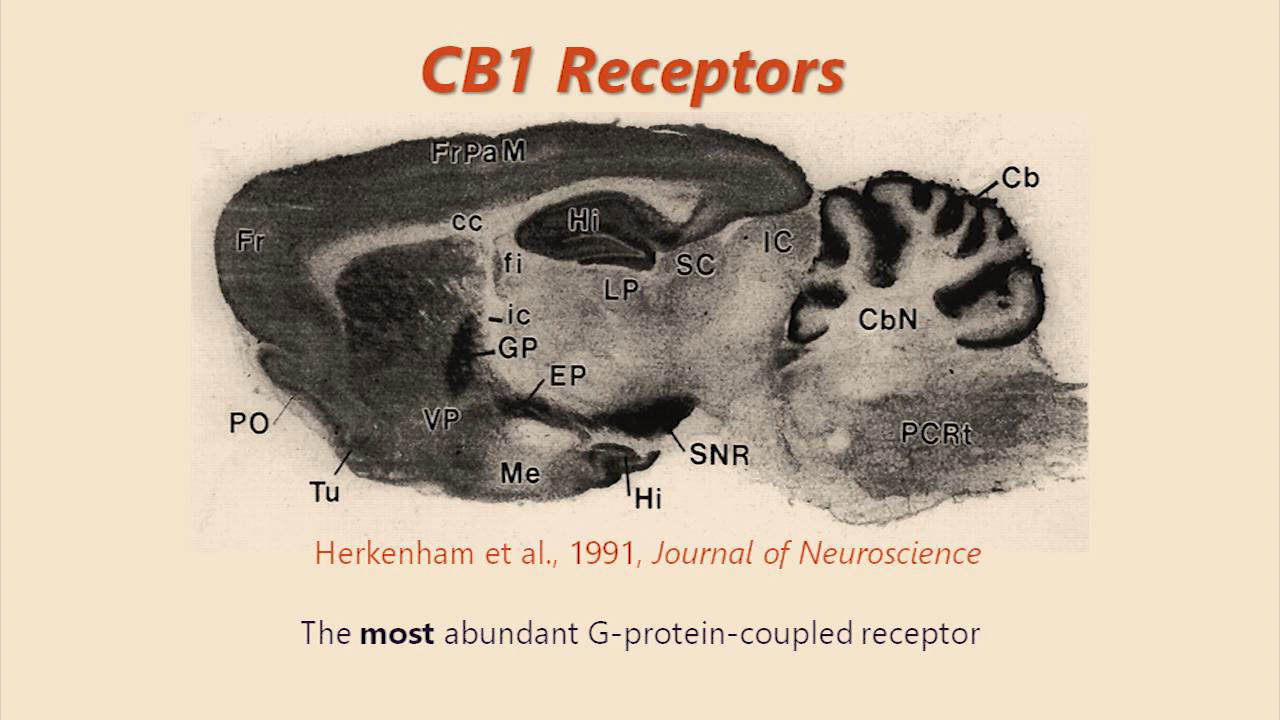 CB1 Receptors
FrPaM
Cb
Fr
cc
Hi
IC
fi
SC
LP
ic
CbN
GP
EP
PO
VP
PCRt
SNR
Me
Tu
Hi
Herkenham et al., 1991, Journal of Neuroscience
The most abundant G-protein-coupled receptor